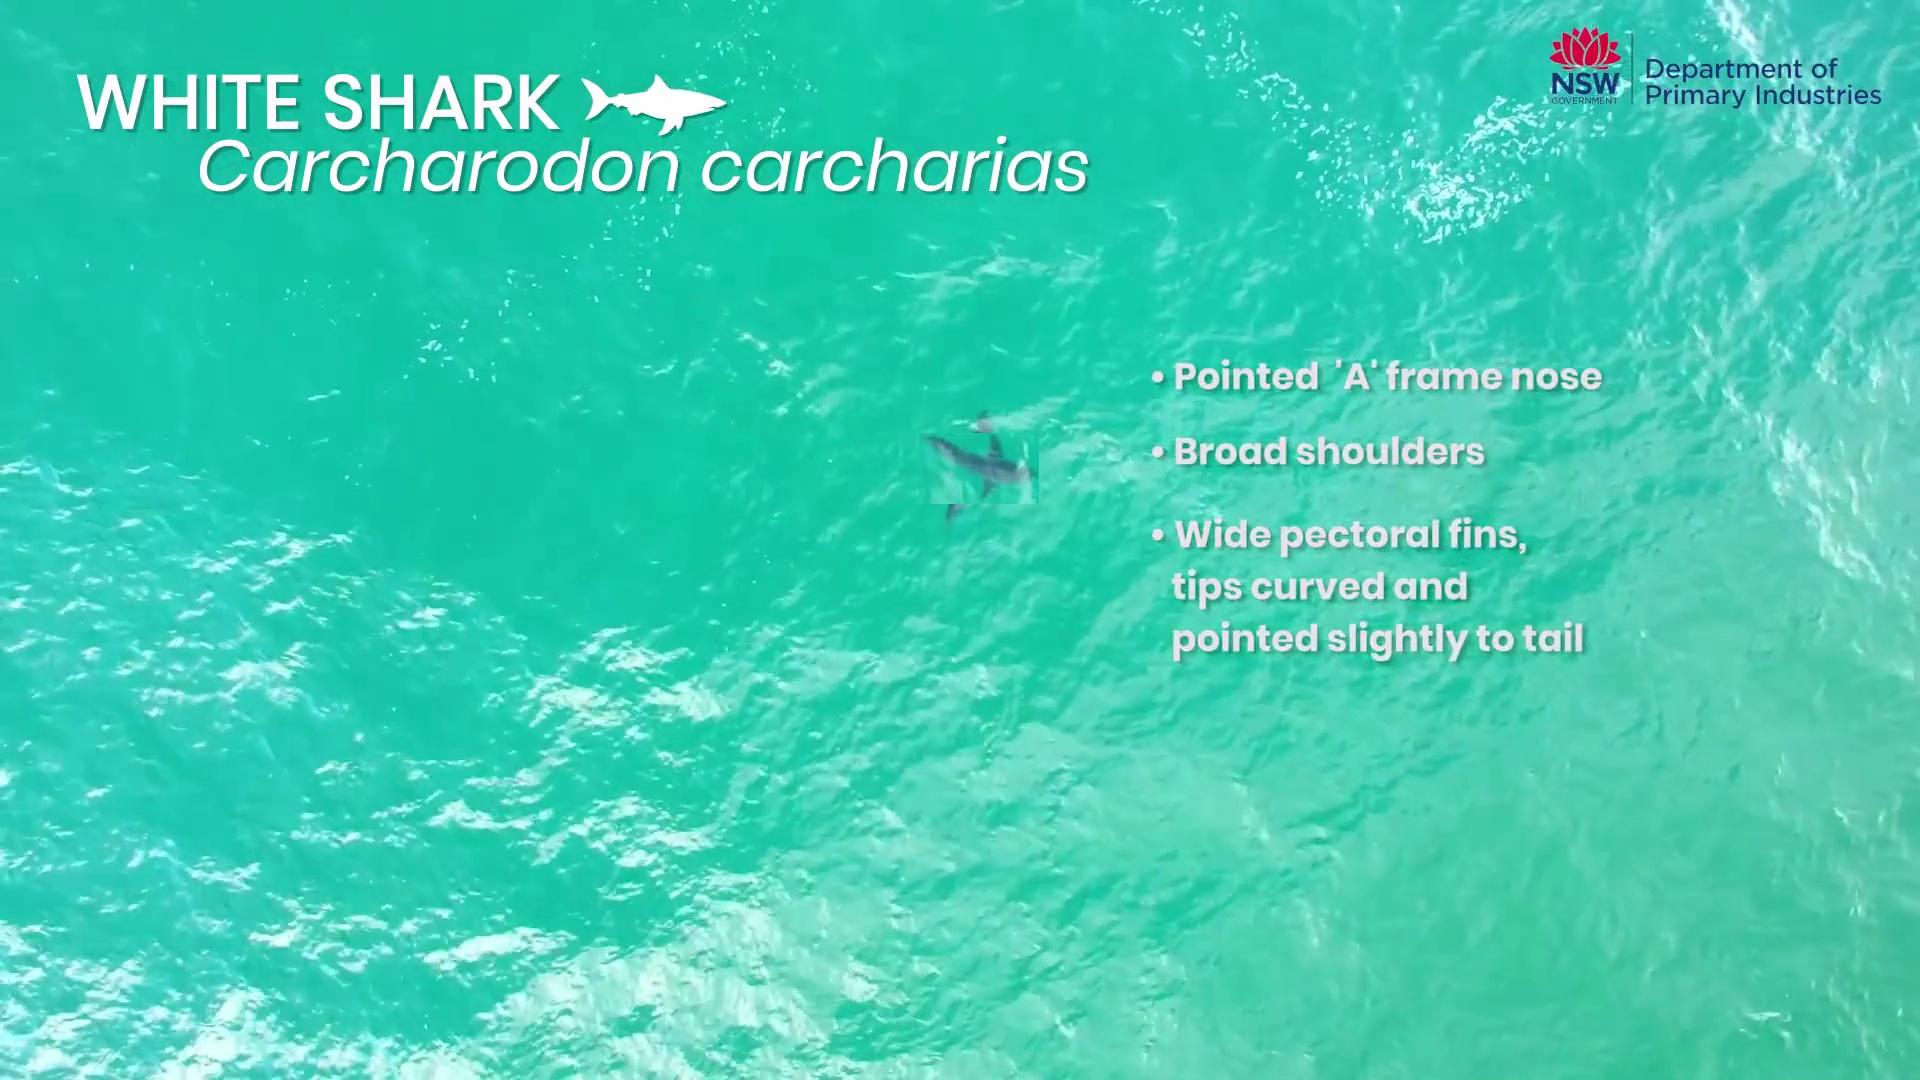 WHITE SHARK
Carcharodon carcharias
NSW
GOVERNMENT
Department of
Primary Industries
• Pointed 'A' frame nose
• Broad shoulders
• Wide pectoral fins,
tips curved and
pointed slightly to tail